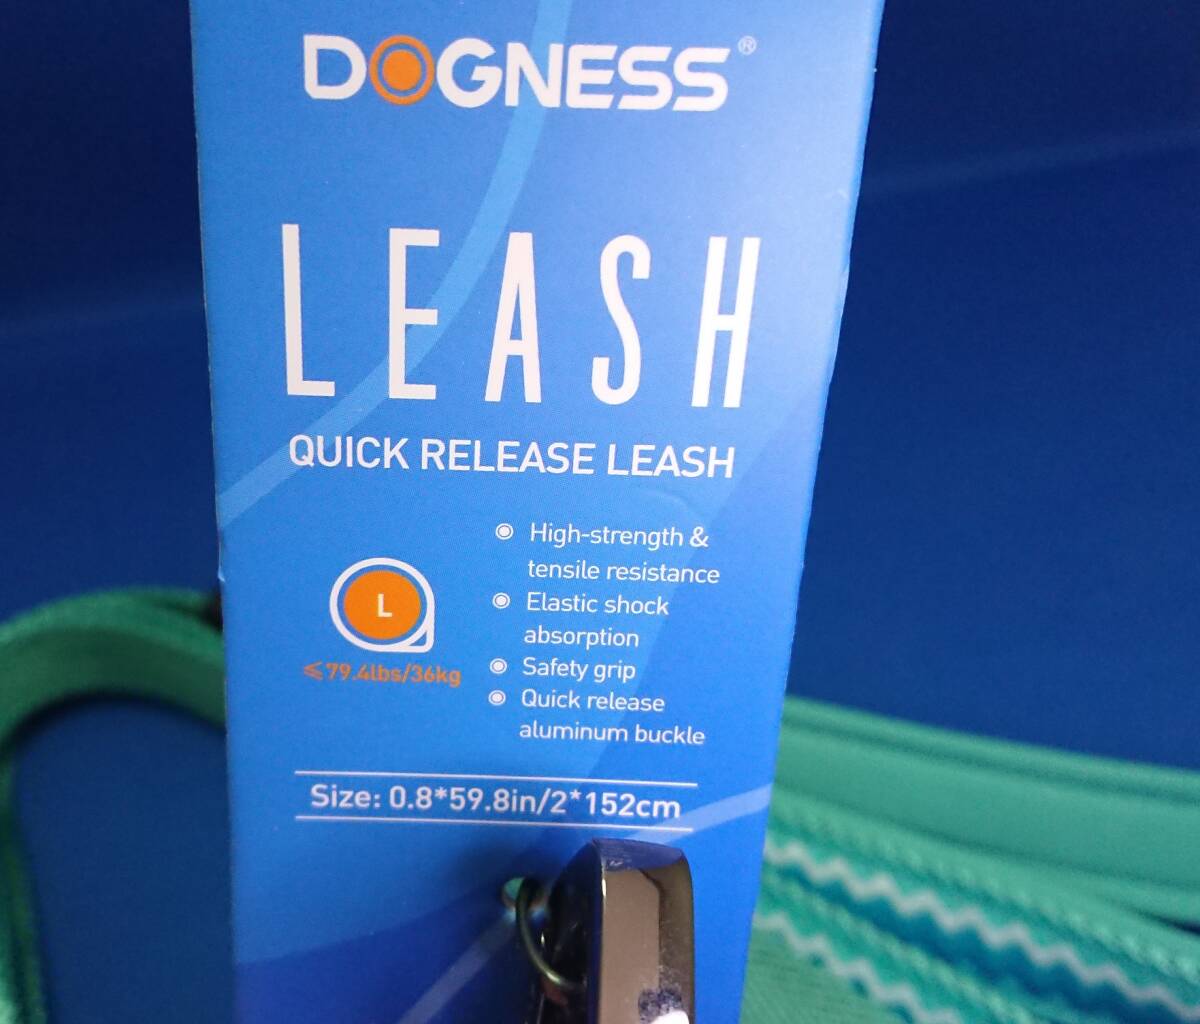 DOGNESS®
LEASH
QUICK RELEASE LEASH
L
≤79.4lbs/36kg
High-strength &
tensile resistance
Elastic shock
absorption
Safety grip
Quick release
aluminum buckle
Size: 0.8*59.8in/2*152cm